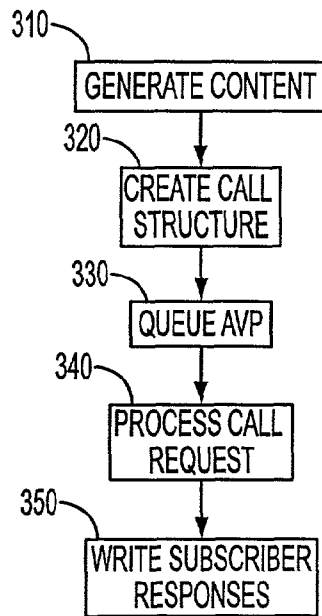 310
GENERATE CONTENT
320
CREATE CALL
STRUCTURE
330
QUEUE AVP
340
PROCESS CALL
REQUEST
350
WRITE SUBSCRIBER
RESPONSES